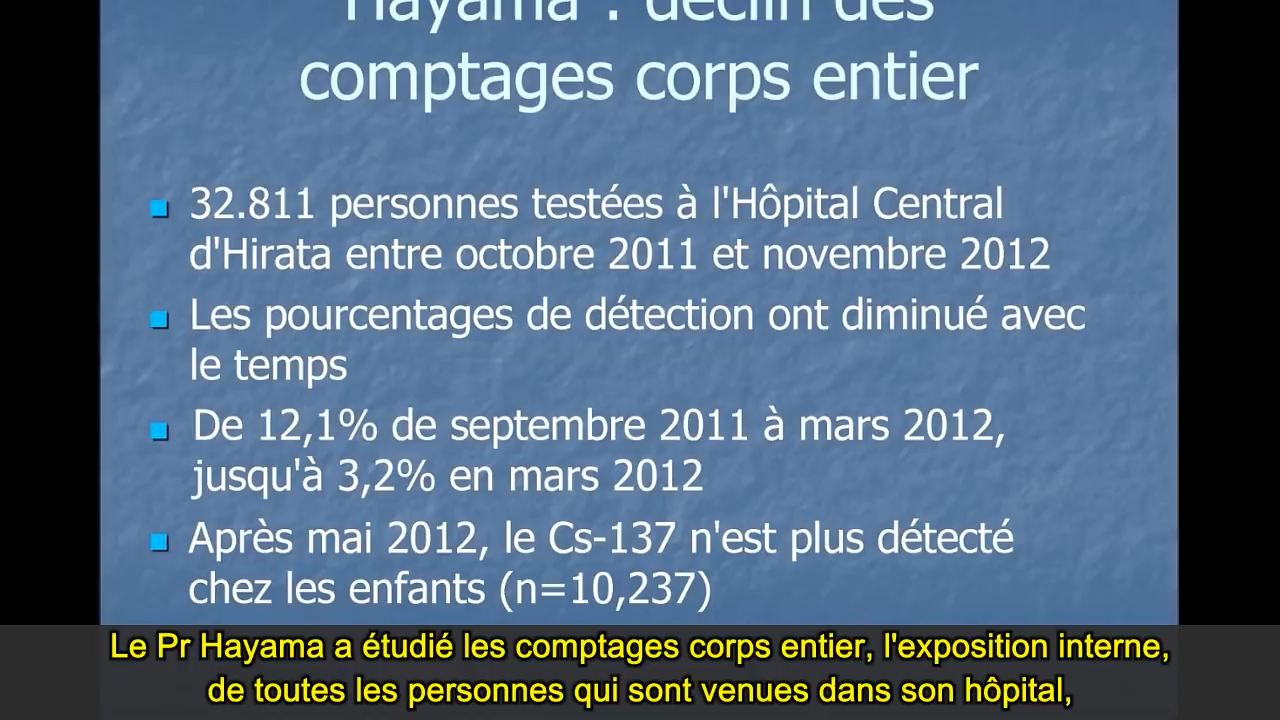 Hayama : déclin des
comptages corps entier
32.811 personnes testées à l'Hôpital Central
d'Hirata entre octobre 2011 et novembre 2012
Les pourcentages de détection ont diminué avec
le temps
De 12,1% de septembre 2011 à mars 2012,
jusqu'à 3,2% en mars 2012
Après mai 2012, le Cs-137 n'est plus détecté
chez les enfants (n=10,237)
Le Pr Hayama a étudié les comptages corps entier, l'exposition interne,
de toutes les personnes qui sont venues dans son hôpital,